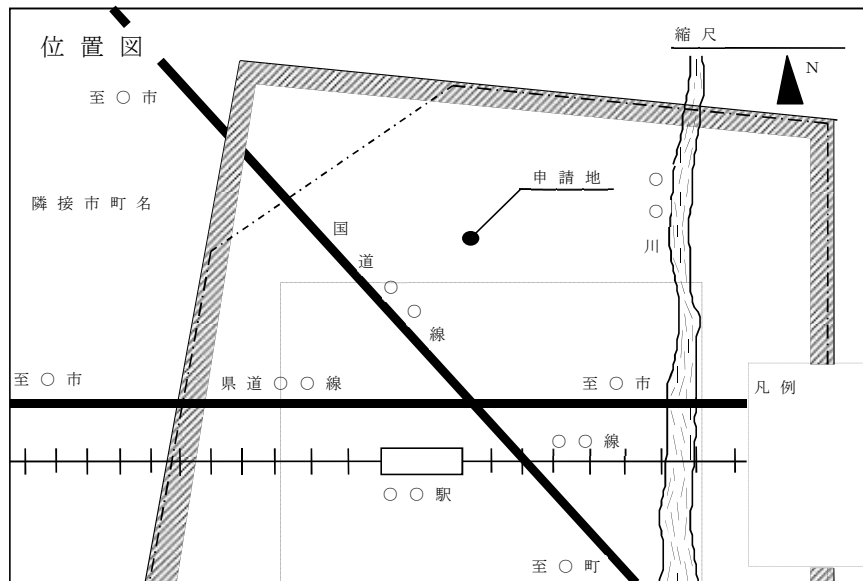 縮尺
位置図
N
至○市
申請地
隣接市町名
○○川
国道○○線
至○市
県道○○線
至○市
凡例
○○線
○○駅
至○町